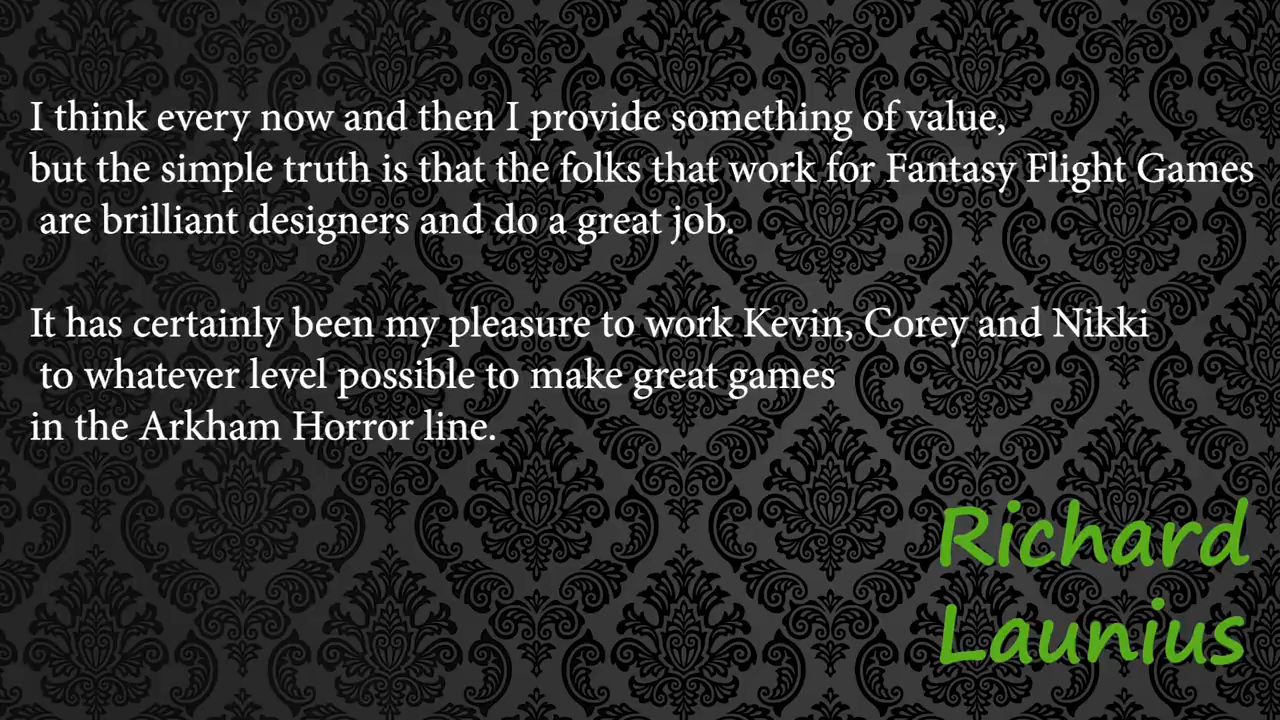 I think every now and then I provide something of value,
but the simple truth is that the folks that work for Fantasy Flight Games
are brilliant designers and do a great job.
It has certainly been my pleasure to work Kevin, Corey and Nikki
to whatever level possible to make great games
in the Arkham Horror line.
Richard
Launius